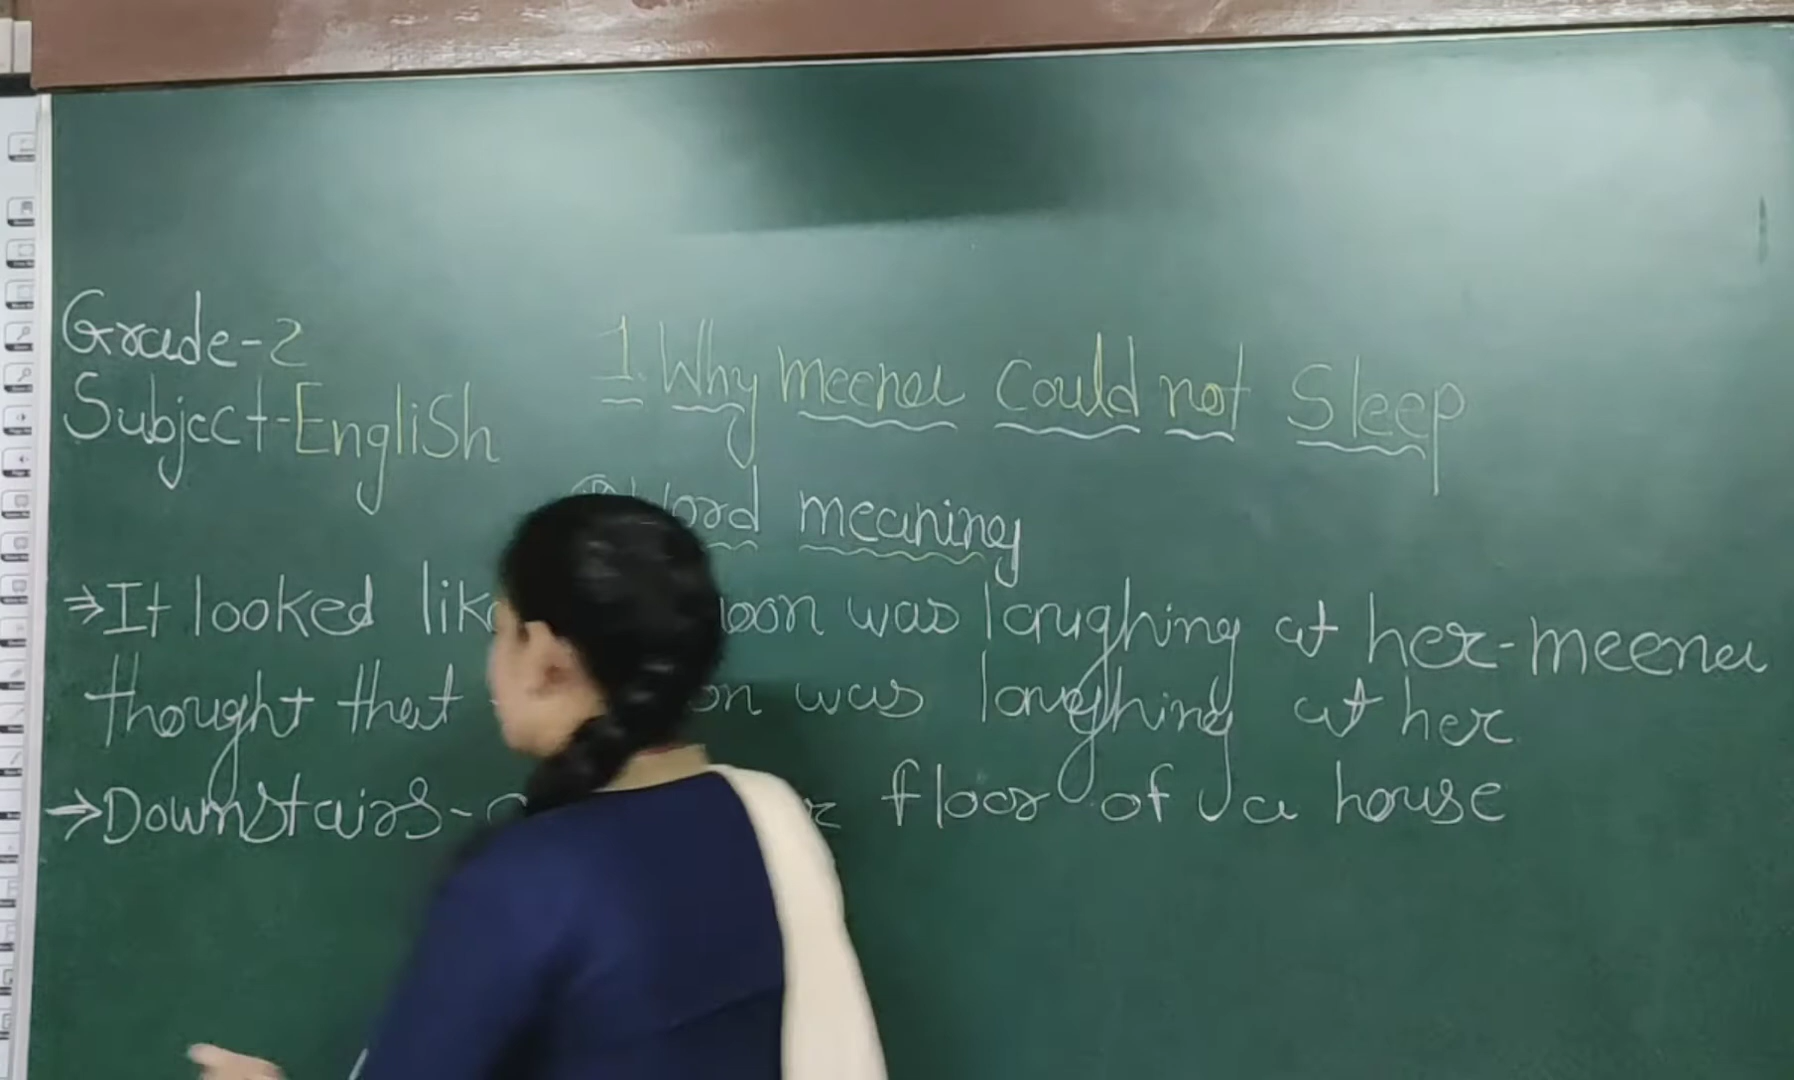 Grade-2
Subject-English
1. Why meena could not Sleep
meaning
⇒It looked was laughing at her-meena
thought that was laughing at her
→Downstairs- floor of a house